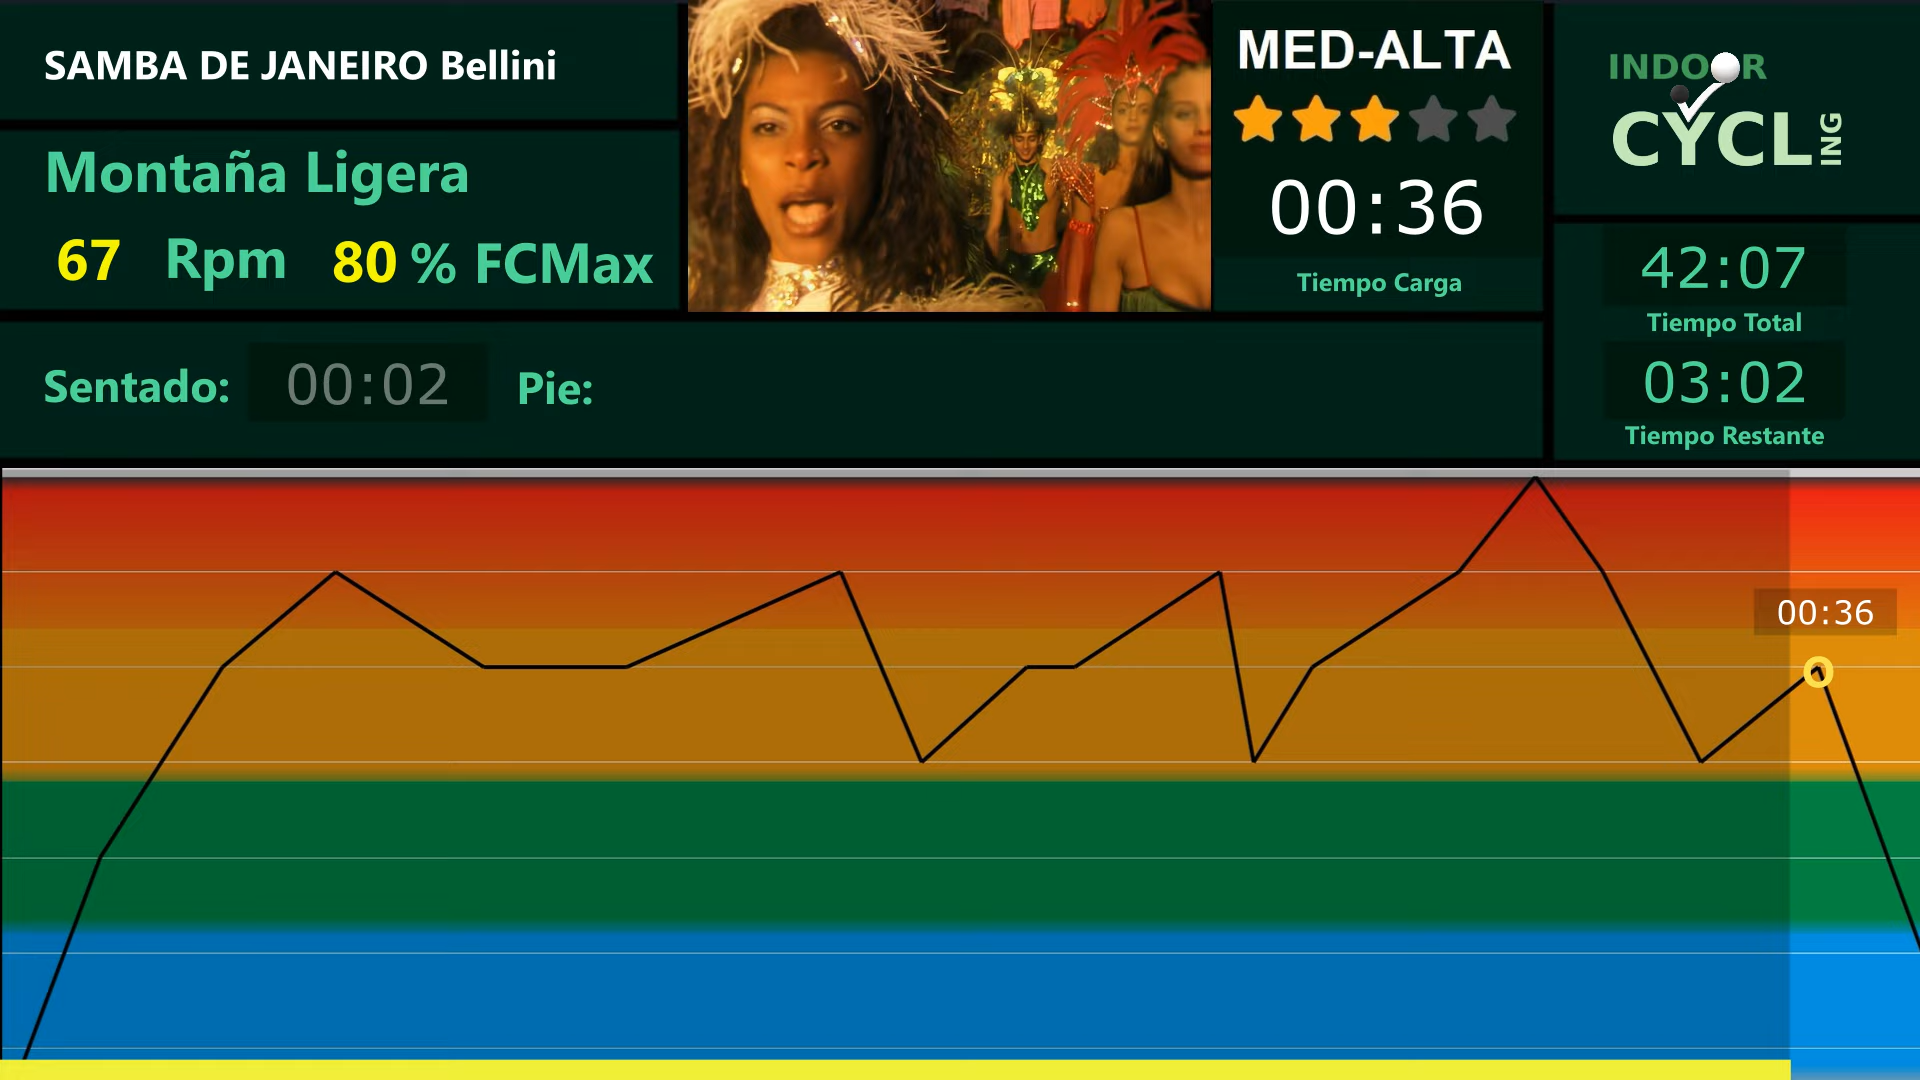 SAMBA DE JANEIRO Bellini
Montaña Ligera
67 Rpm 80 % FCMax
Sentado: 00:02 Pie:
MED-ALTA
00:36
Tiempo Carga
INDOOR
CYCLING
42:07
Tiempo Total
03:02
Tiempo Restante
00:36